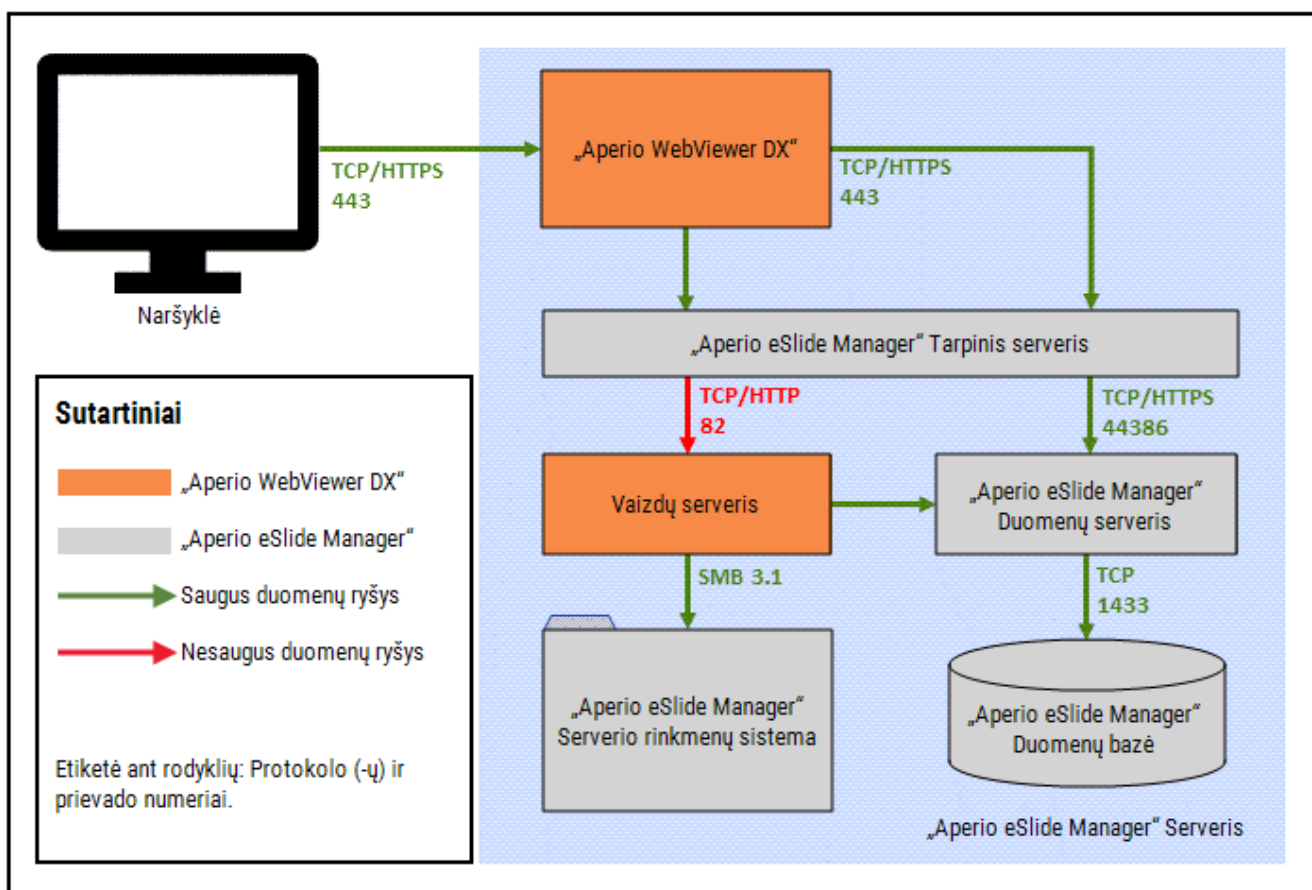 „Aperio WebViewer DX“
TCP/HTTPS
443
TCP/HTTPS
443
Naršyklė
„Aperio eSlide Manager“ Tarpinis serveris
TCP/HTTP
82
TCP/HTTPS
44386
Vaizdų serveris
„Aperio eSlide Manager“
Duomenų serveris
SMB 3.1
TCP
1433
„Aperio eSlide Manager“
Serverio rinkmenų sistema
„Aperio eSlide Manager“
Duomenų bazė
„Aperio eSlide Manager“ Serveris
Sutartiniai
„Aperio WebViewer DX“
„Aperio eSlide Manager“
Saugus duomenų ryšys
Nesaugus duomenų ryšys
Etiketė ant rodyklių: Protokolo (-ų) ir
prievado numeriai.